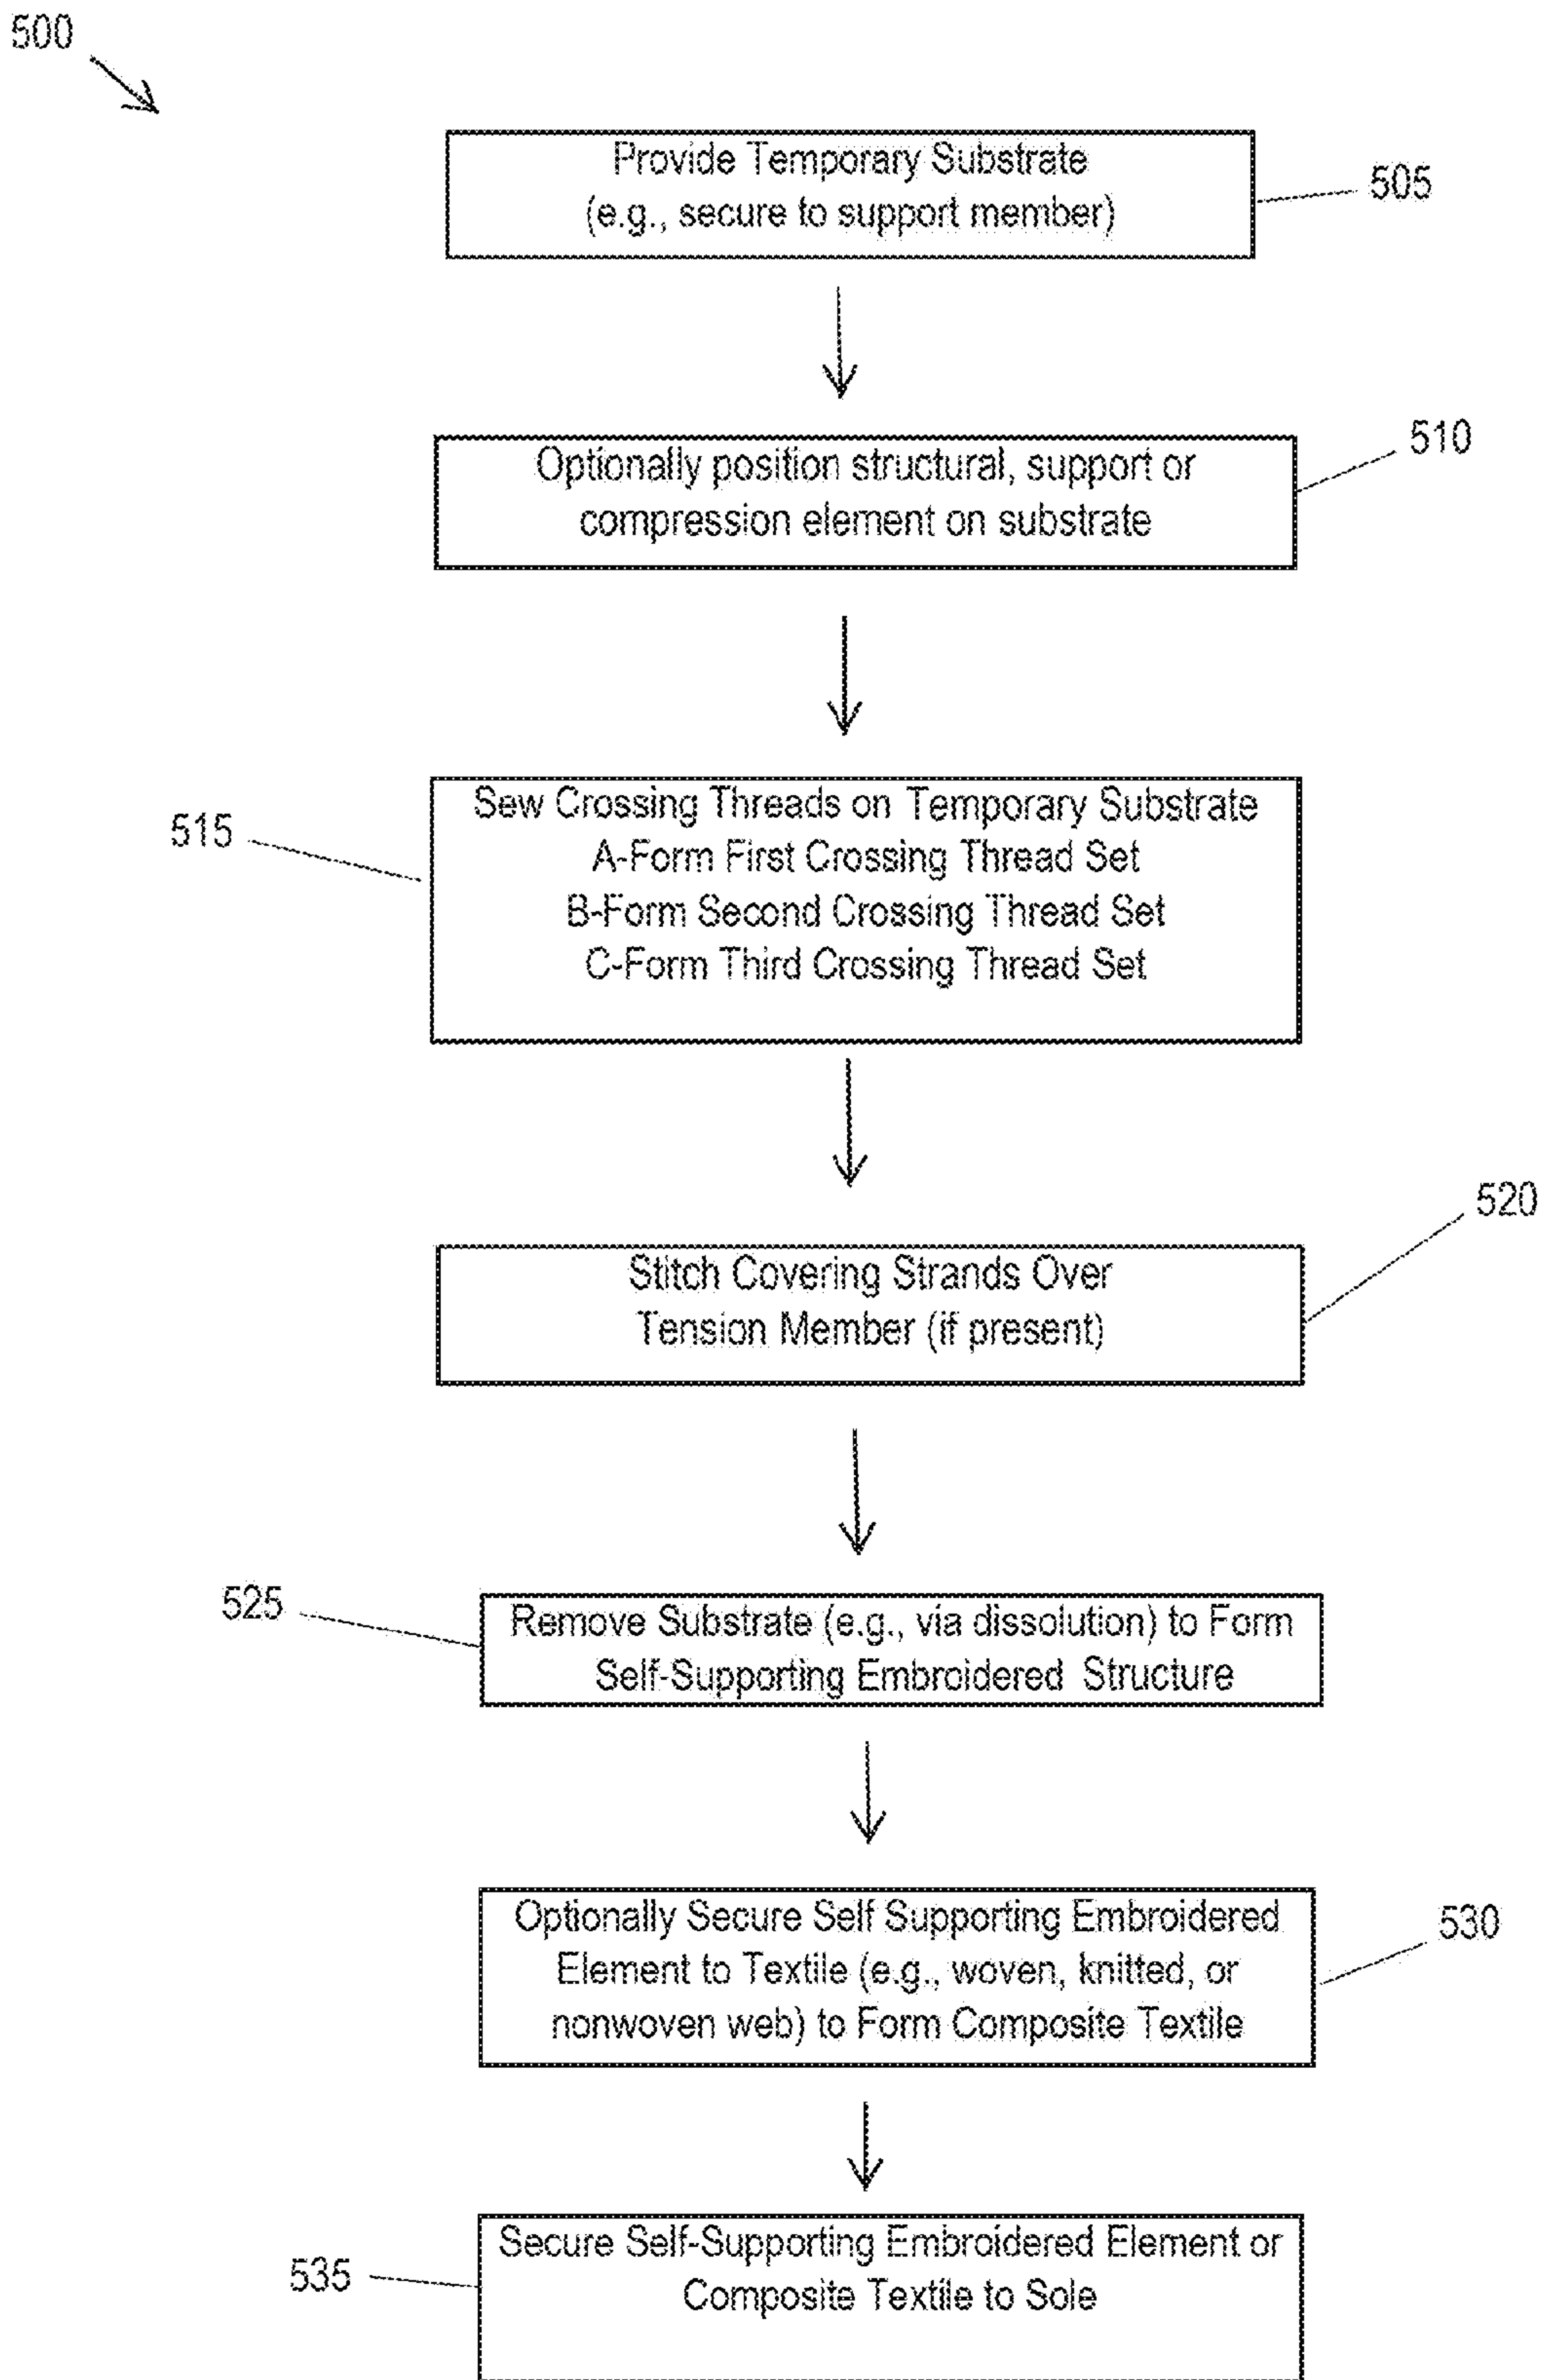 500
Provide Temporary Substrate
(e.g., secure to support member)
505
Optionally position structural, support or
compression element on substrate
510
Sew Crossing Threads on Temporary Substrate
A-Form First Crossing Thread Set
B-Form Second Crossing Thread Set
C-Form Third Crossing Thread Set
515
Stitch Covering Strands Over
Tension Member (if present)
520
Remove Substrate (e.g., via dissolution) to Form
Self-Supporting Embroidered Structure
525
Optionally Secure Self Supporting Embroidered
Element to Textile (e.g., woven, knitted, or
nonwoven web) to Form Composite Textile
530
Secure Self-Supporting Embroidered Element or
Composite Textile to Sole
535